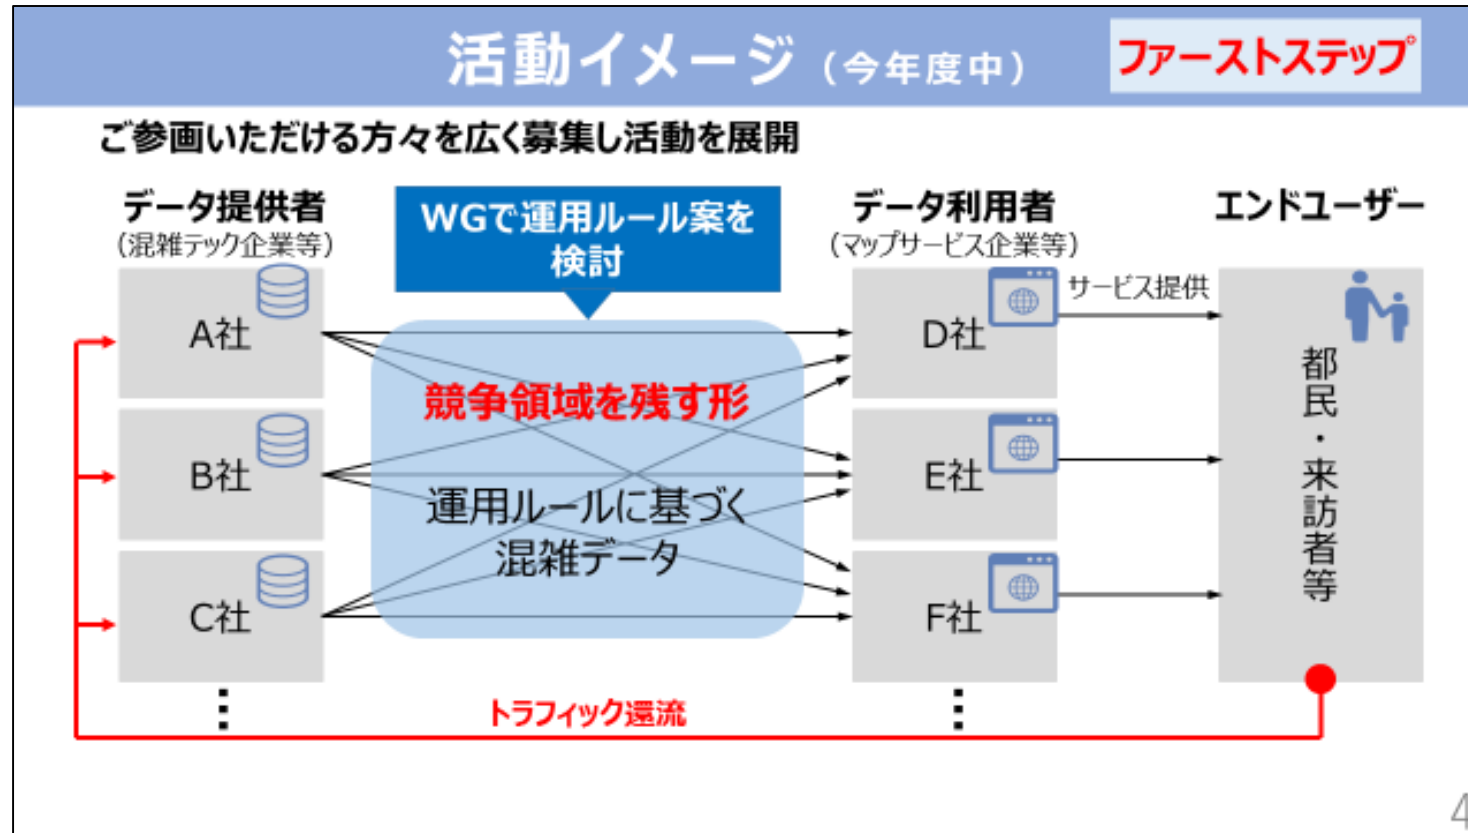 活動イメージ（今年度中）
ファーストステップ
ご参画いただける方々を広く募集し活動を展開
データ提供者
（混雑テック企業等）
WGで運用ルール案を
検討
データ利用者
（マップサービス企業等）
エンドユーザー
A社
B社
C社
競争領域を残す形
運用ルールに基づく
混雑データ
D社
E社
F社
サービス提供
都民・来訪者等
トラフィック還流
4